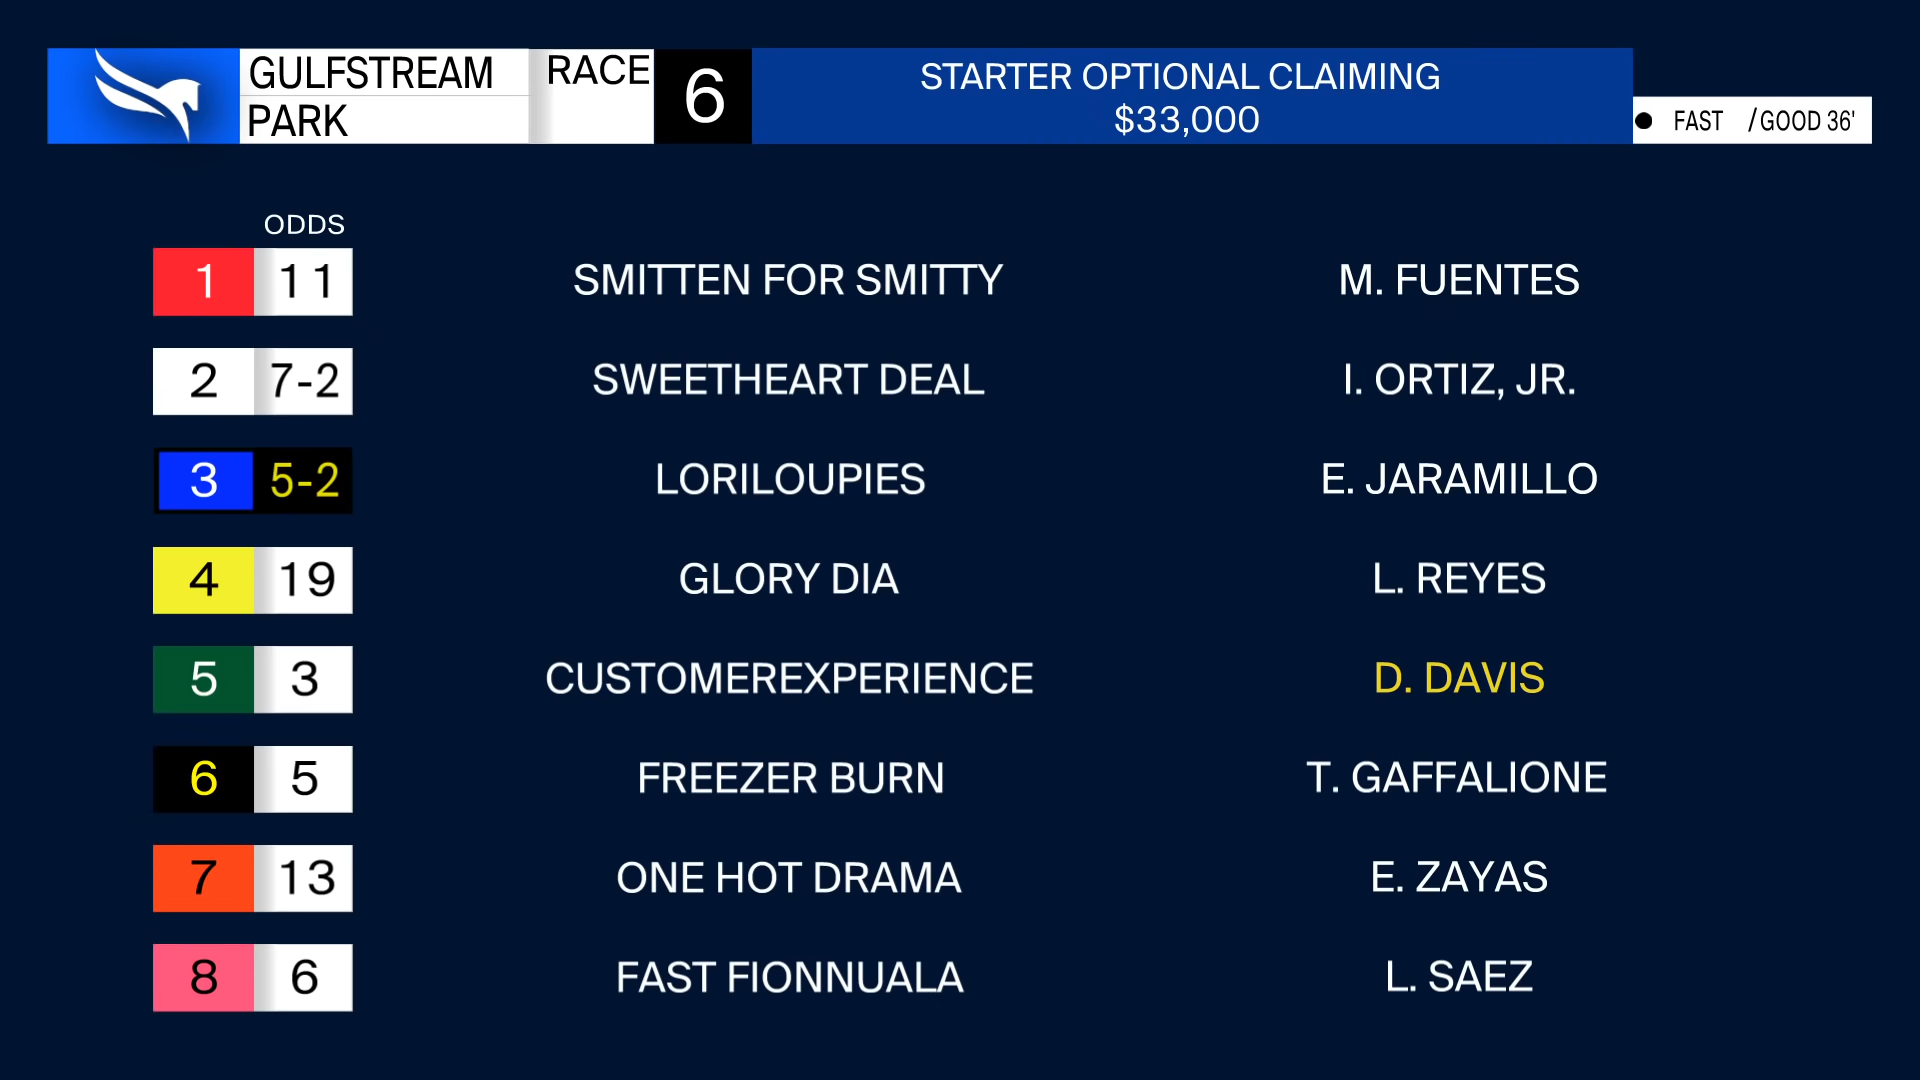 GULFSTREAM PARK RACE 6 STARTER OPTIONAL CLAIMING
$33,000
FAST /GOOD 36'
ODDS
1 11 SMITTEN FOR SMITTY M. FUENTES
2 7-2 SWEETHEART DEAL I. ORTIZ, JR.
3 5-2 LORILOUPIES E. JARAMILLO
4 19 GLORY DIA L. REYES
5 3 CUSTOMEREXPERIENCE D. DAVIS
6 5 FREEZER BURN T. GAFFALIONE
7 13 ONE HOT DRAMA E. ZAYAS
8 6 FAST FIONNUALA L. SAEZ